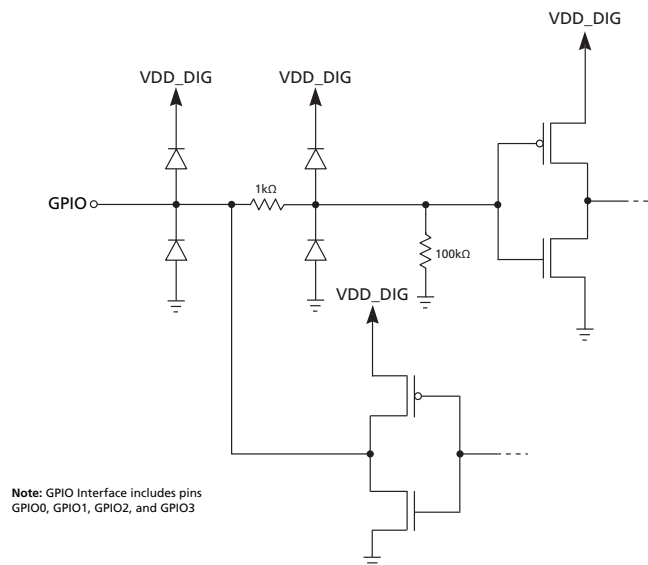 VDD_DIG
VDD_DIG
VDD_DIG
1kΩ
GPIO
100kΩ
VDD_DIG
Note: GPIO Interface includes pins
GPIO0, GPIO1, GPIO2, and GPIO3